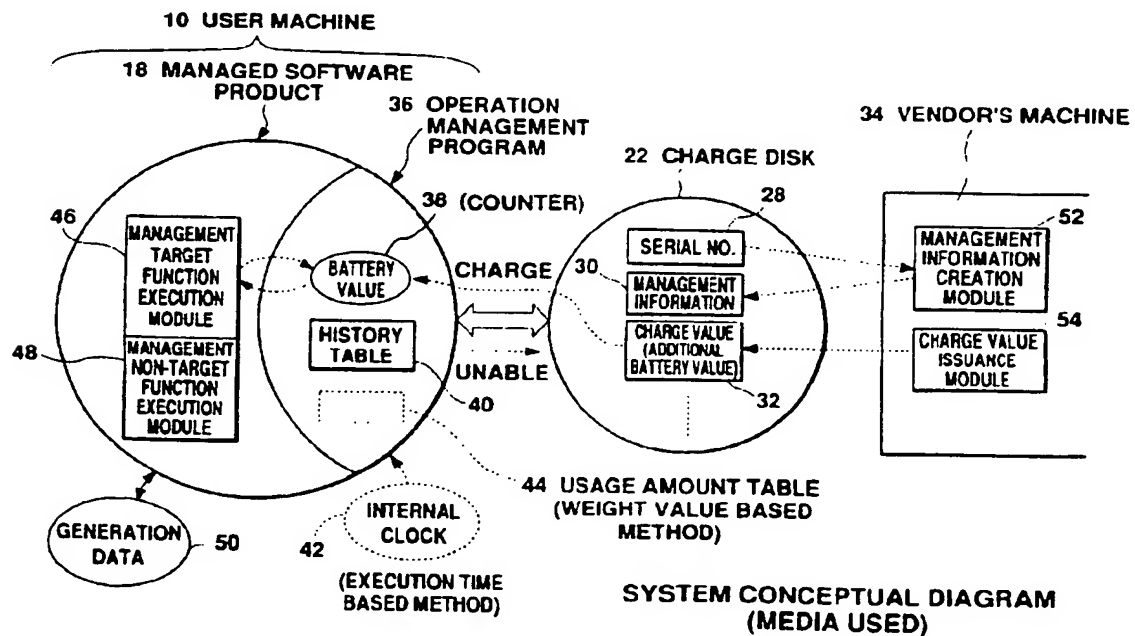 10 USER MACHINE
18 MANAGED SOFTWARE
PRODUCT
36 OPERATION
MANAGEMENT
PROGRAM
34 VENDOR'S MACHINE
22 CHARGE DISK
38 (COUNTER)
46
MANAGEMENT
TARGET
FUNCTION
EXECUTION
MODULE
48
MANAGEMENT
NON-TARGET
FUNCTION
EXECUTION
MODULE
BATTERY
VALUE
HISTORY
TABLE
40
CHARGE
UNABLE
28
SERIAL NO.
30
MANAGEMENT
INFORMATION
CHARGE VALUE
(ADDITIONAL
BATTERY VALUE)
32
52
MANAGEMENT
INFORMATION
CREATION
MODULE
54
CHARGE VALUE
ISSUANCE
MODULE
GENERATION
DATA
50
42
INTERNAL
CLOCK
(EXECUTION TIME
BASED METHOD)
44 USAGE AMOUNT TABLE
(WEIGHT VALUE BASED
METHOD)
SYSTEM CONCEPTUAL DIAGRAM
(MEDIA USED)